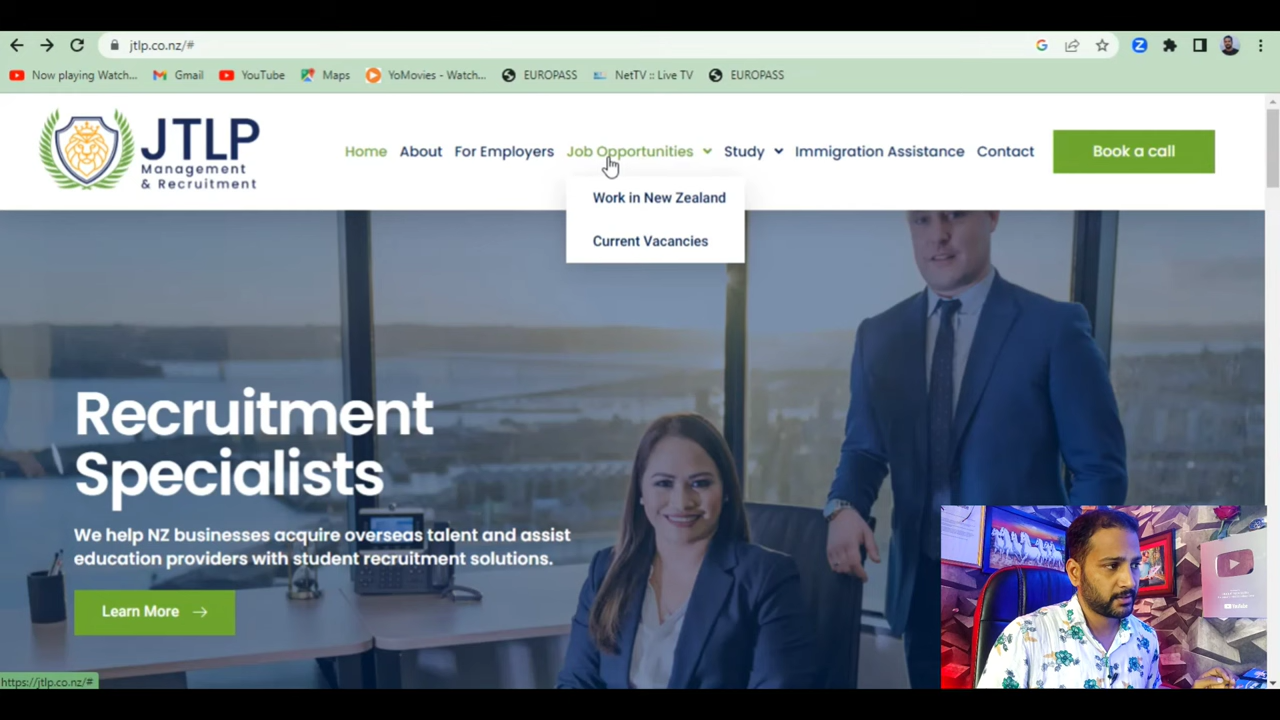 jtlp.co.nz/#
Now playing Watch...
Gmail
YouTube
Maps
YoMovies - Watch...
EUROPASS
NetTV :: Live TV
EUROPASS
JTLP
Management
& Recruitment
Home
About
For Employers
Job Opportunities
Study
Immigration Assistance
Contact
Book a call
Work in New Zealand
Current Vacancies
Recruitment
Specialists
We help NZ businesses acquire overseas talent and assist
education providers with student recruitment solutions.
Learn More
YouTube
https://jtlp.co.nz/#